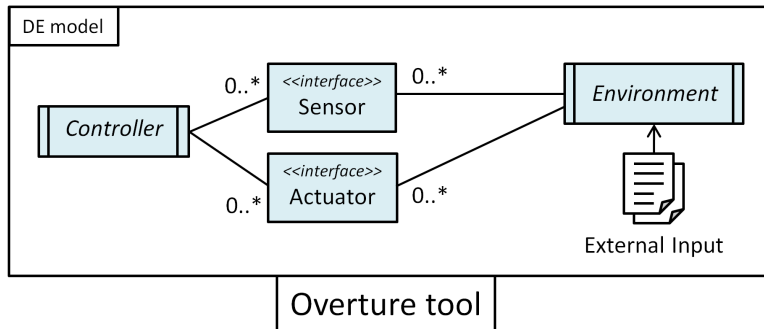 DE model
0..*
<<interface>>
Sensor
0..*
Controller
Environment
<<interface>>
Actuator
0..*
0..*
External Input
Overture tool